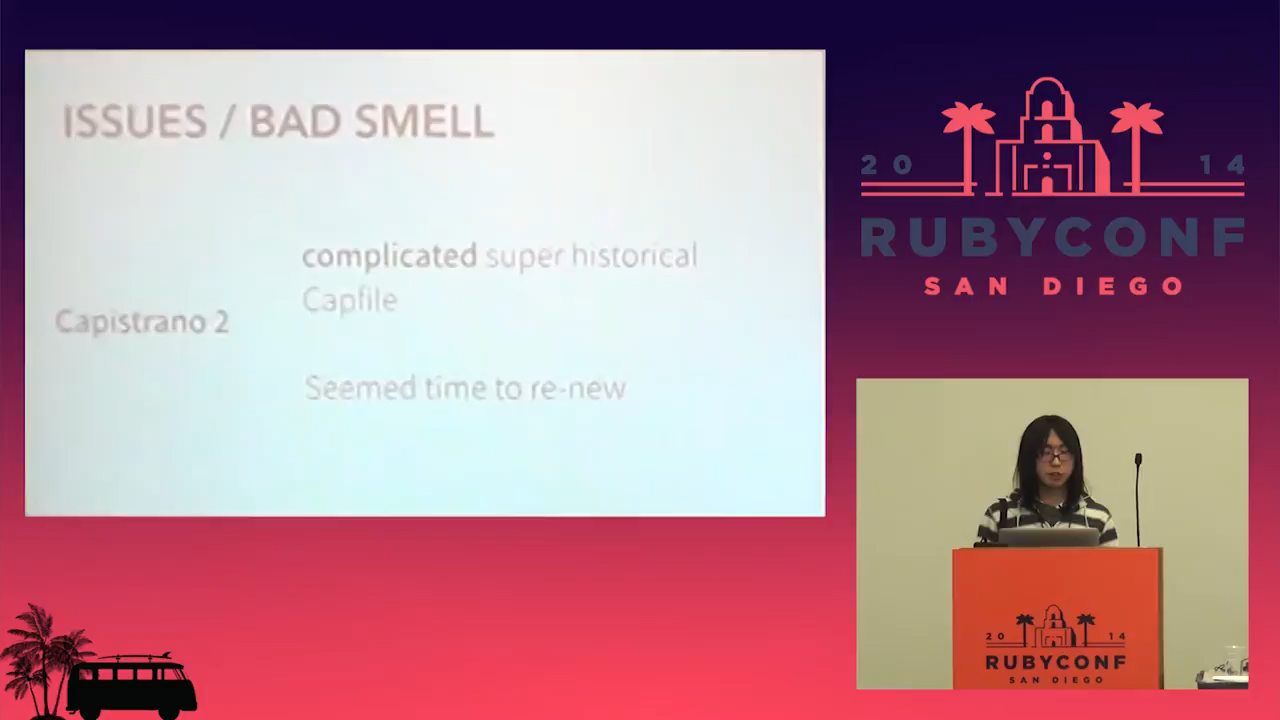 ISSUES / BAD SMELL
complicated super historical
Capfile
Capistrano 2
Seemed time to re-new
20 14
RUBYCONF
SAN DIEGO
20 14
RUBYCONF
SAN DIEGO